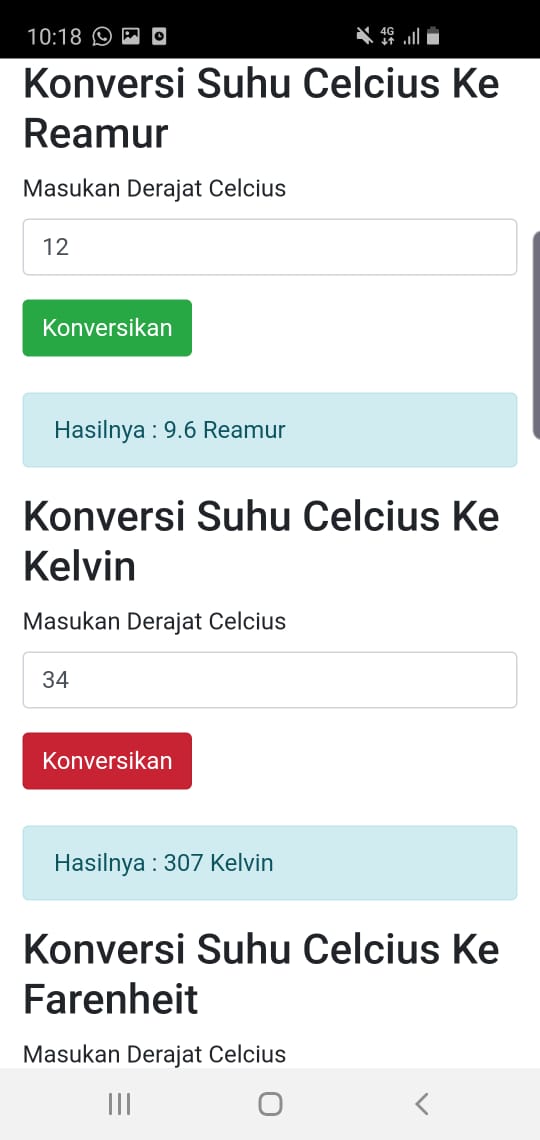 10:18
4G
Konversi Suhu Celcius Ke
Reamur
Masukan Derajat Celcius
12
Konversikan
Hasilnya : 9.6 Reamur
Konversi Suhu Celcius Ke
Kelvin
Masukan Derajat Celcius
34
Konversikan
Hasilnya : 307 Kelvin
Konversi Suhu Celcius Ke
Farenheit
Masukan Derajat Celcius